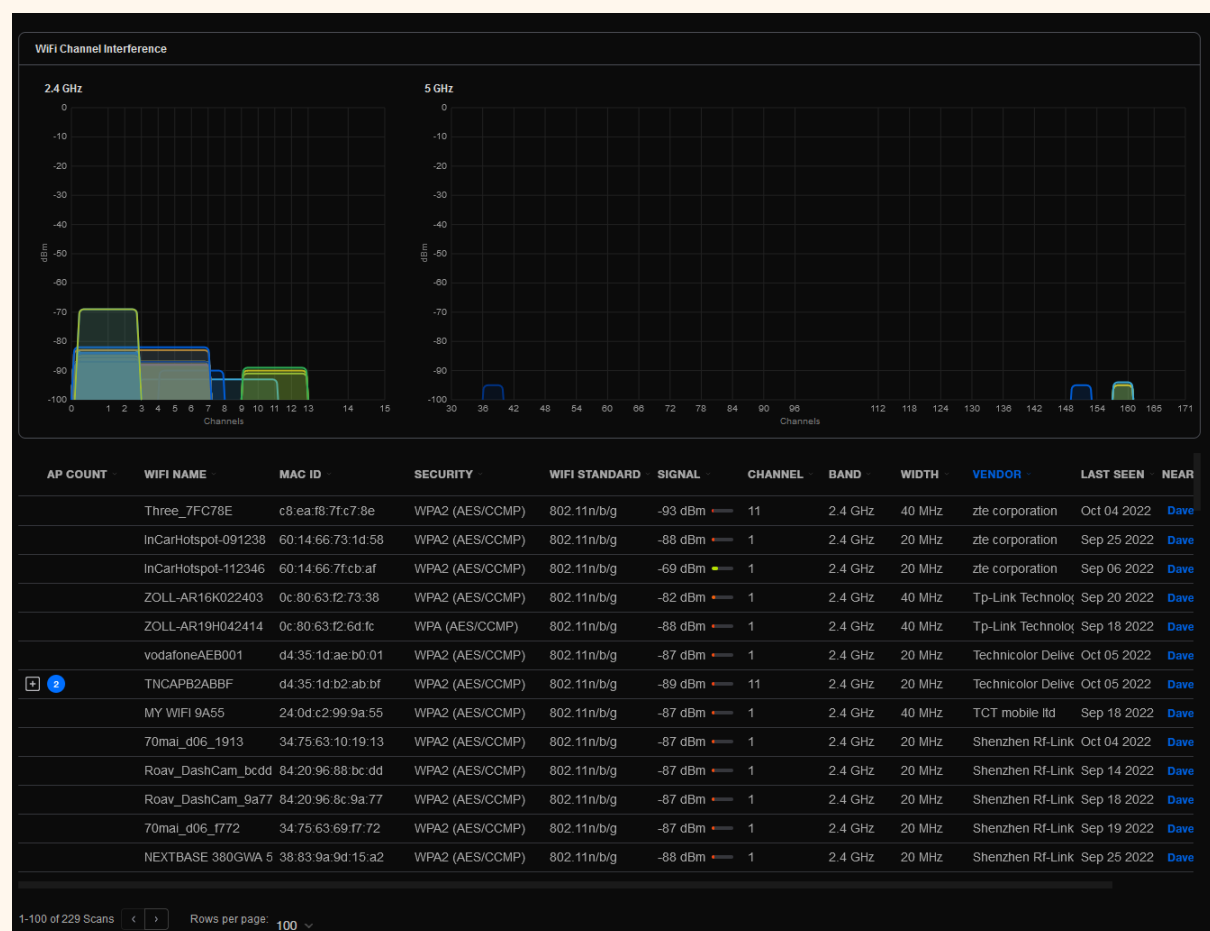 WiFi Channel Interference
2.4 GHz
0
-10
-20
-30
-40
-50
-60
-70
-80
-90
-100
dBm
0 1 2 3 4 5 6 7 8 9 10 11 12 13 14 15
Channels
5 GHz
0
-10
-20
-30
-40
-50
-60
-70
-80
-90
-100
dBm
30 36 42 48 54 60 66 72 78 84 90 96 112 118 124 130 136 142 148 154 160 165 171
Channels
AP COUNT WIFI NAME MAC ID SECURITY WIFI STANDARD SIGNAL CHANNEL BAND WIDTH VENDOR LAST SEEN NEAR
Three_7FC78E c8:ea:f8:7f:c7:8e WPA2 (AES/CCMP) 802.11n/b/g -93 dBm 11 2.4 GHz 40 MHz zte corporation Oct 04 2022 Dave
InCarHotspot-091238 60:14:66:73:1d:58 WPA2 (AES/CCMP) 802.11n/b/g -88 dBm 1 2.4 GHz 20 MHz zte corporation Sep 25 2022 Dave
InCarHotspot-112346 60:14:66:7f:cb:af WPA2 (AES/CCMP) 802.11n/b/g -69 dBm 1 2.4 GHz 20 MHz zte corporation Sep 06 2022 Dave
ZOLL-AR16K022403 0c:80:63:f2:73:38 WPA2 (AES/CCMP) 802.11n/b/g -82 dBm 1 2.4 GHz 40 MHz Tp-Link Technolog Sep 20 2022 Dave
ZOLL-AR19H042414 0c:80:63:f2:6d:fc WPA (AES/CCMP) 802.11n/b/g -88 dBm 1 2.4 GHz 40 MHz Tp-Link Technolog Sep 18 2022 Dave
vodafoneAEB001 d4:35:1d:ae:b0:01 WPA2 (AES/CCMP) 802.11n/b/g -87 dBm 1 2.4 GHz 20 MHz Technicolor Delive Oct 05 2022 Dave
2 TNCAPB2ABBF d4:35:1d:b2:ab:bf WPA2 (AES/CCMP) 802.11n/b/g -89 dBm 11 2.4 GHz 20 MHz Technicolor Delive Oct 05 2022 Dave
MY WIFI 9A55 24:0d:c2:99:9a:55 WPA2 (AES/CCMP) 802.11n/b/g -87 dBm 1 2.4 GHz 40 MHz TCT mobile ltd Sep 18 2022 Dave
70mai_d06_1913 34:75:63:10:19:13 WPA2 (AES/CCMP) 802.11n/b/g -87 dBm 1 2.4 GHz 20 MHz Shenzhen Rf-Link Oct 04 2022 Dave
Roav_DashCam_bcdd 84:20:96:88:bc:dd WPA2 (AES/CCMP) 802.11n/b/g -87 dBm 1 2.4 GHz 20 MHz Shenzhen Rf-Link Sep 14 2022 Dave
Roav_DashCam_9a77 84:20:96:8c:9a:77 WPA2 (AES/CCMP) 802.11n/b/g -87 dBm 1 2.4 GHz 20 MHz Shenzhen Rf-Link Sep 18 2022 Dave
70mai_d06_f772 34:75:63:69:f7:72 WPA2 (AES/CCMP) 802.11n/b/g -87 dBm 1 2.4 GHz 20 MHz Shenzhen Rf-Link Sep 19 2022 Dave
NEXTBASE 380GWA 5 38:83:9a:9d:15:a2 WPA2 (AES/CCMP) 802.11n/b/g -88 dBm 1 2.4 GHz 20 MHz Shenzhen Rf-Link Sep 25 2022 Dave
1-100 of 229 Scans Rows per page: 100